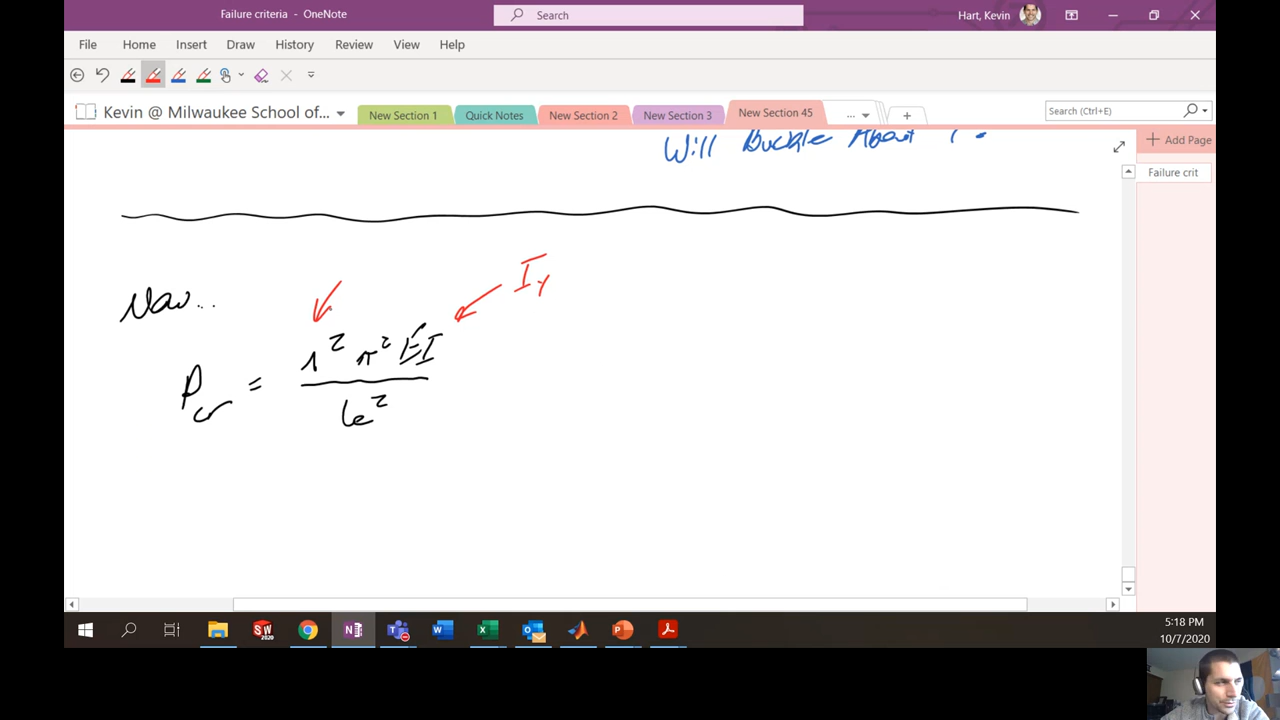 Failure criteria - OneNote
Search
Hart, Kevin
File Home Insert Draw History Review View Help
Kevin @ Milwaukee School of...
New Section 1
Quick Notes
New Section 2
New Section 3
New Section 45
...
Search (Ctrl+E)
Add Page
Failure crit
Will Buckle About
Iy
Now...
Pcr = n² π² EI
le²
5:18 PM
10/7/2020